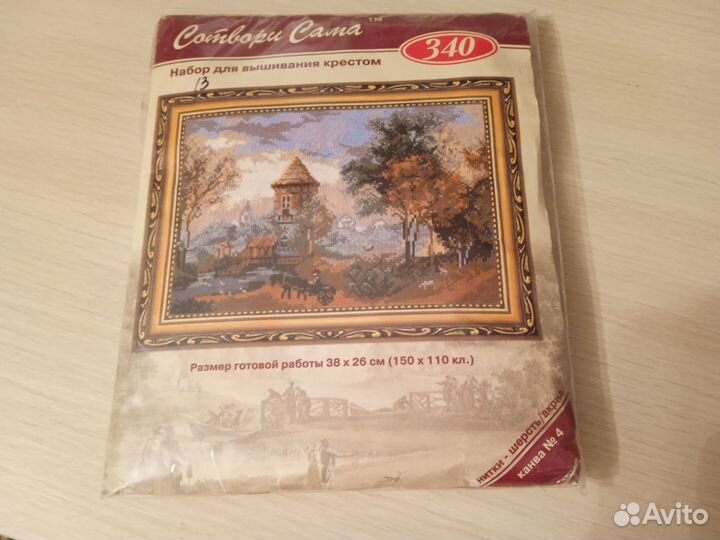 Сотвори Сама™
340
Набор для вышивания крестом
13
Размер готовой работы 38 х 26 см (150 х 110 кл.)
нитки - шерсть/акрил
канва № 4
Avito